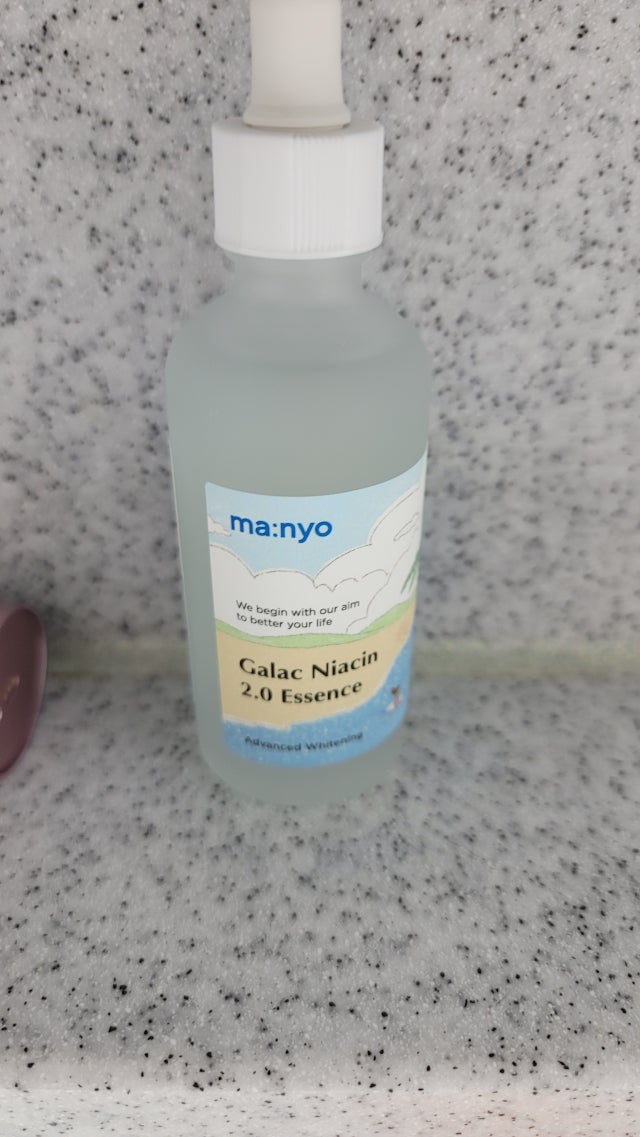 ma:nyo
We begin with our aim
to better your life
Galac Niacin
2.0 Essence
Advanced Whitening